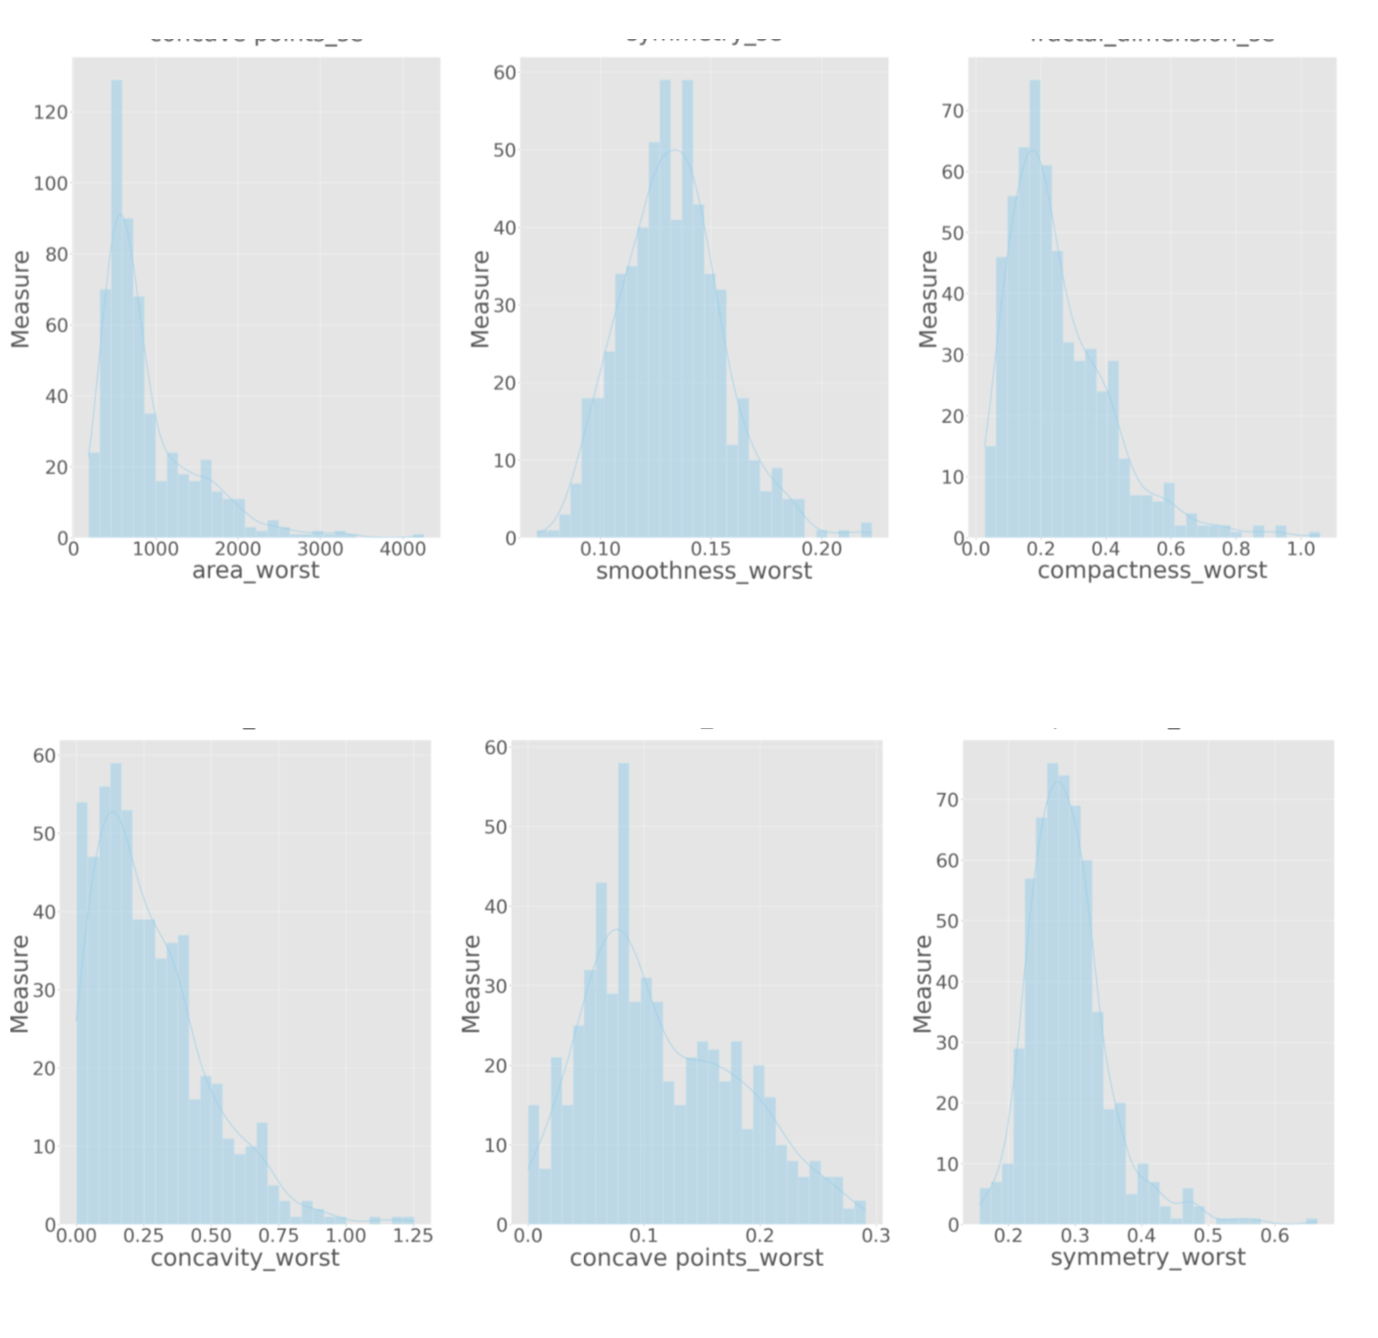 concave points_se symmetry_se fractal_dimension_se
120
100
80
60
40
20
0
Measure
0 1000 2000 3000 4000
area_worst
60
50
40
30
20
10
0
Measure
0.10 0.15 0.20
smoothness_worst
70
60
50
40
30
20
10
0
Measure
0.0 0.2 0.4 0.6 0.8 1.0
compactness_worst
60
50
40
30
20
10
0
Measure
0.00 0.25 0.50 0.75 1.00 1.25
concavity_worst
60
50
40
30
20
10
0
Measure
0.0 0.1 0.2 0.3
concave points_worst
70
60
50
40
30
20
10
0
Measure
0.2 0.3 0.4 0.5 0.6
symmetry_worst